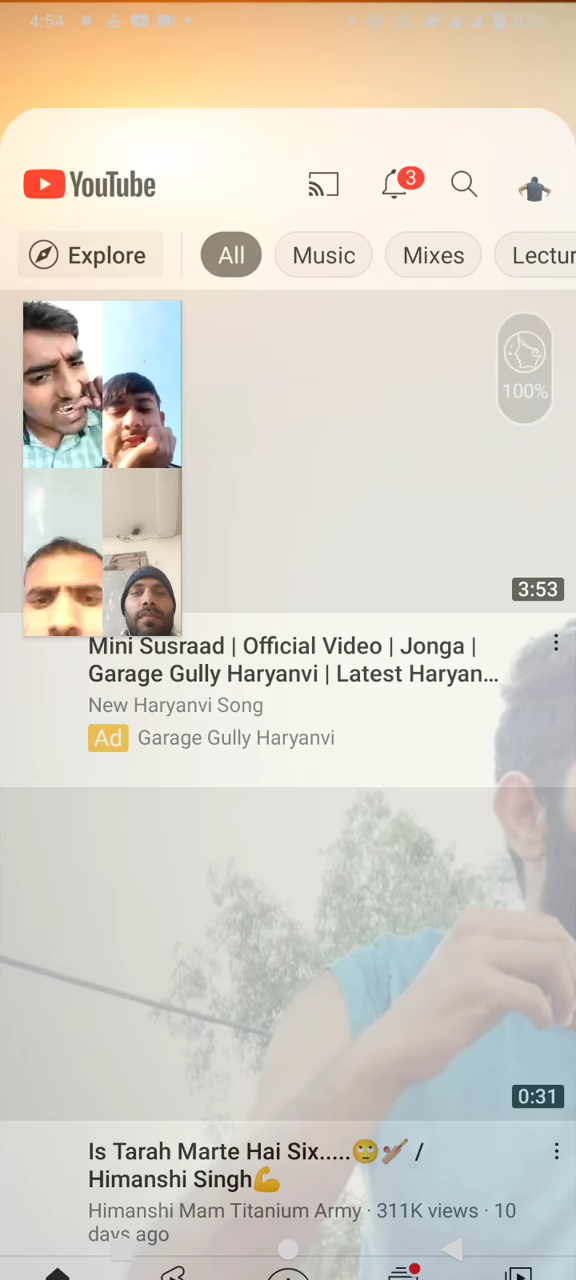 4:54
YouTube
3
Explore
All
Music
Mixes
Lectur
100%
3:53
Mini Susraad | Official Video | Jonga |
Garage Gully Haryanvi | Latest Haryan...
New Haryanvi Song
Ad Garage Gully Haryanvi
0:31
Is Tarah Marte Hai Six.....🙄🏏 /
Himanshi Singh💪
Himanshi Mam Titanium Army · 311K views · 10
days ago